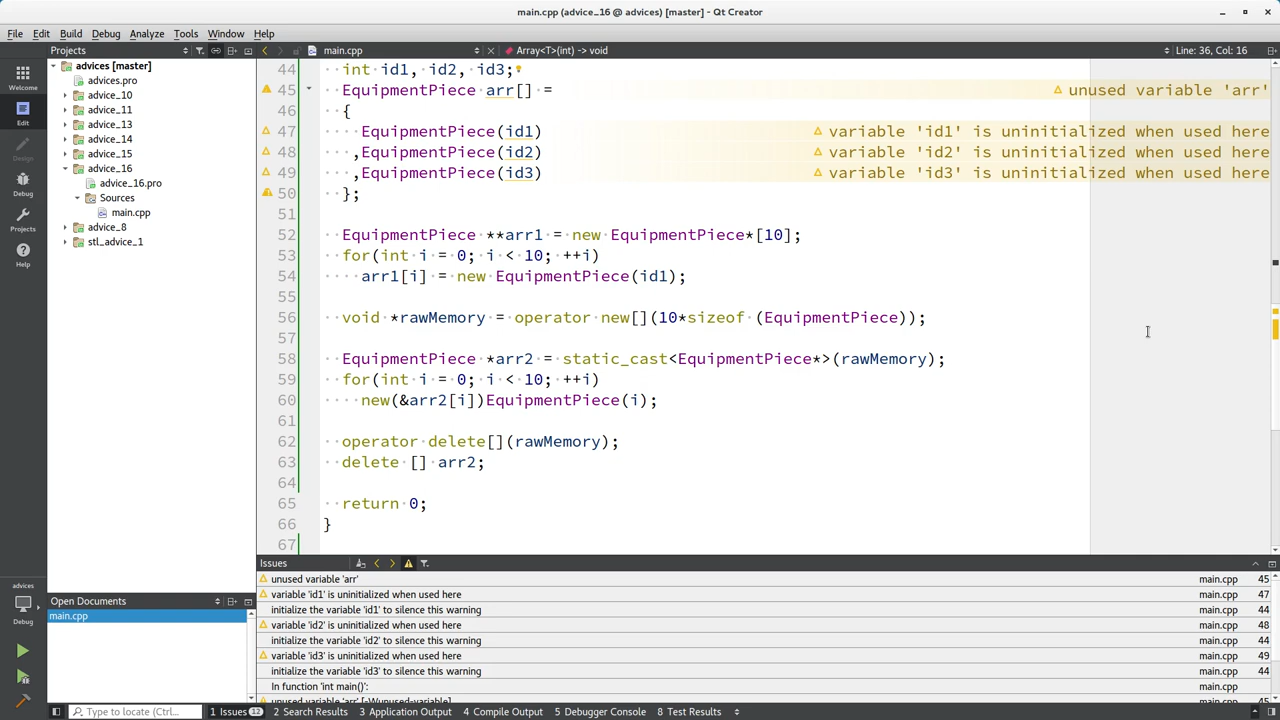 main.cpp (advice_16 @ advices) [master] - Qt Creator
File Edit Build Debug Analyze Tools Window Help
Projects
main.cpp
Array<T>(int) -> void
Line: 36, Col: 16
Welcome
Edit
Design
Debug
Projects
Help
advices [master]
advices.pro
advice_10
advice_11
advice_13
advice_14
advice_15
advice_16
advice_16.pro
Sources
main.cpp
advice_8
stl_advice_1
44 int id1, id2, id3;
45 EquipmentPiece arr[] = unused variable 'arr'
46 {
47 EquipmentPiece(id1) variable 'id1' is uninitialized when used here
48 ,EquipmentPiece(id2) variable 'id2' is uninitialized when used here
49 ,EquipmentPiece(id3) variable 'id3' is uninitialized when used here
50 };
51
52 EquipmentPiece **arr1 = new EquipmentPiece*[10];
53 for(int i = 0; i < 10; ++i)
54 arr1[i] = new EquipmentPiece(id1);
55
56 void *rawMemory = operator new[](10*sizeof (EquipmentPiece));
57
58 EquipmentPiece *arr2 = static_cast<EquipmentPiece*>(rawMemory);
59 for(int i = 0; i < 10; ++i)
60 new(&arr2[i])EquipmentPiece(i);
61
62 operator delete[](rawMemory);
63 delete [] arr2;
64
65 return 0;
66 }
67
Issues
unused variable 'arr' main.cpp 45
variable 'id1' is uninitialized when used here main.cpp 47
initialize the variable 'id1' to silence this warning main.cpp 44
variable 'id2' is uninitialized when used here main.cpp 48
initialize the variable 'id2' to silence this warning main.cpp 44
variable 'id3' is uninitialized when used here main.cpp 49
initialize the variable 'id3' to silence this warning main.cpp 44
In function 'int main()': main.cpp
unused variable 'arr' [-Wunused-variable] main.cpp 45
Open Documents
main.cpp
advices
Debug
Type to locate (Ctrl...
1 Issues 12
2 Search Results
3 Application Output
4 Compile Output
5 Debugger Console
8 Test Results